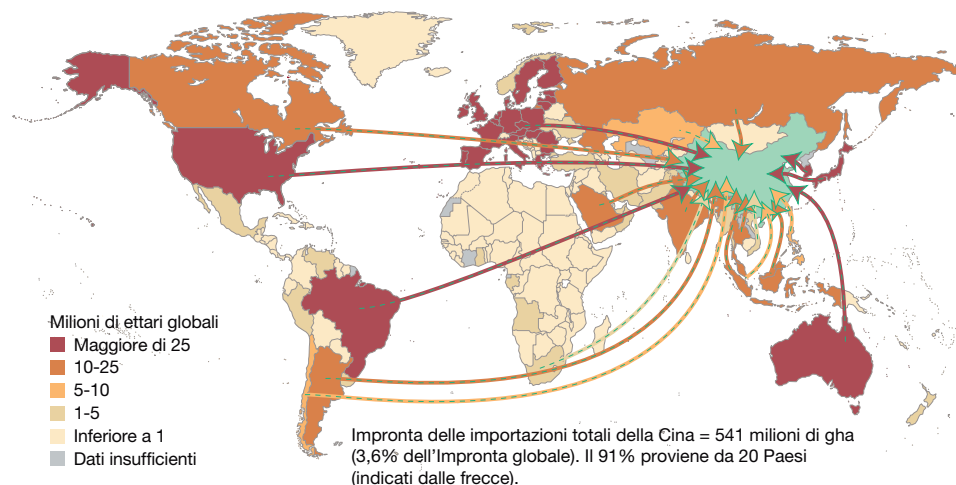 Milioni di ettari globali
Maggiore di 25
10-25
5-10
1-5
Inferiore a 1
Dati insufficienti
Impronta delle importazioni totali della Cina = 541 milioni di gha
(3,6% dell'Impronta globale). Il 91% proviene da 20 Paesi
(indicati dalle frecce).